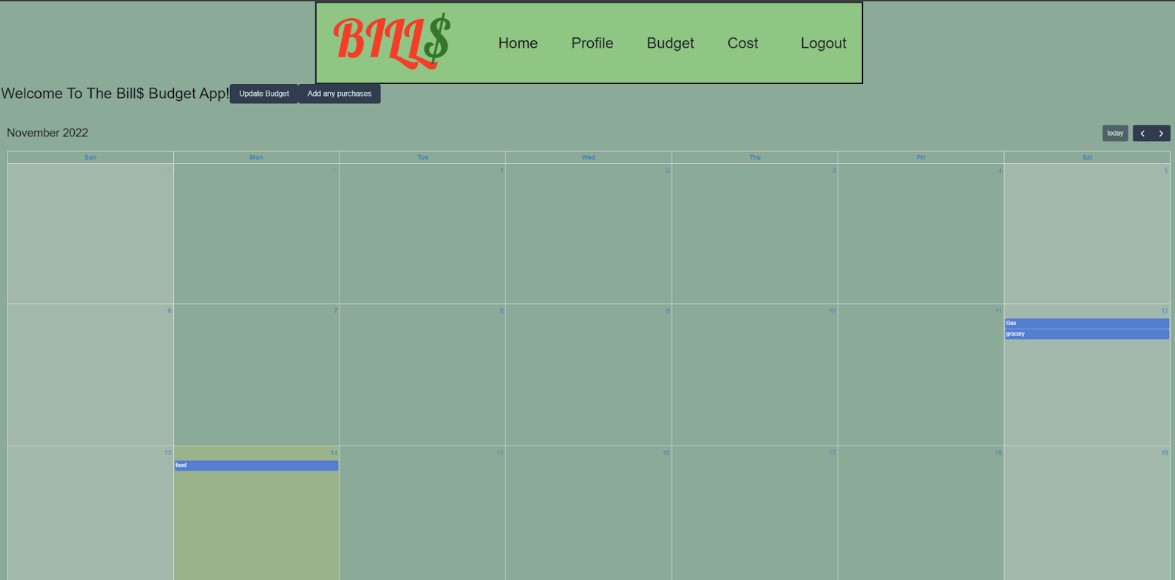 BILL$ Home Profile Budget Cost Logout
Welcome To The Bill$ Budget App! Update Budget Add any purchases
November 2022 today
Sun Mon Tue Wed Thu Fri Sat
1 2 3 4 5
6 7 8 9 10 11 12
Gas
grocery
13 14 15 16 17 18 19
food